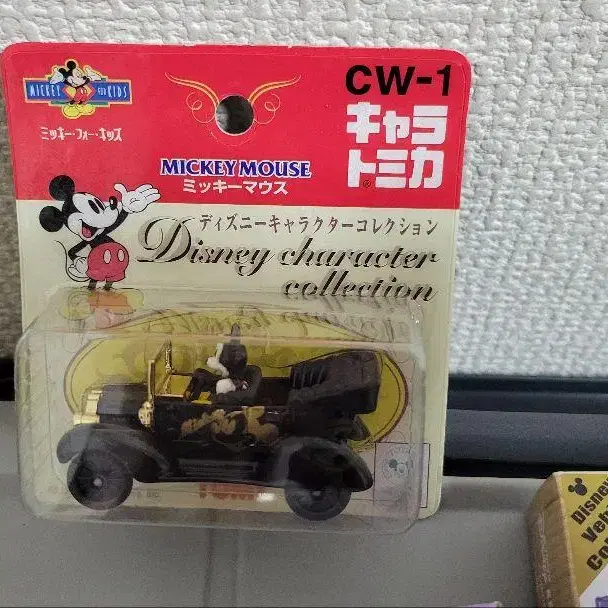 CW-1
MICKEY FOR KIDS
ミッキー・フォー・キッズ
キャラ
トミカ®
MICKEY MOUSE
ミッキーマウス
ディズニーキャラクターコレクション
Disney character
collection
Disney